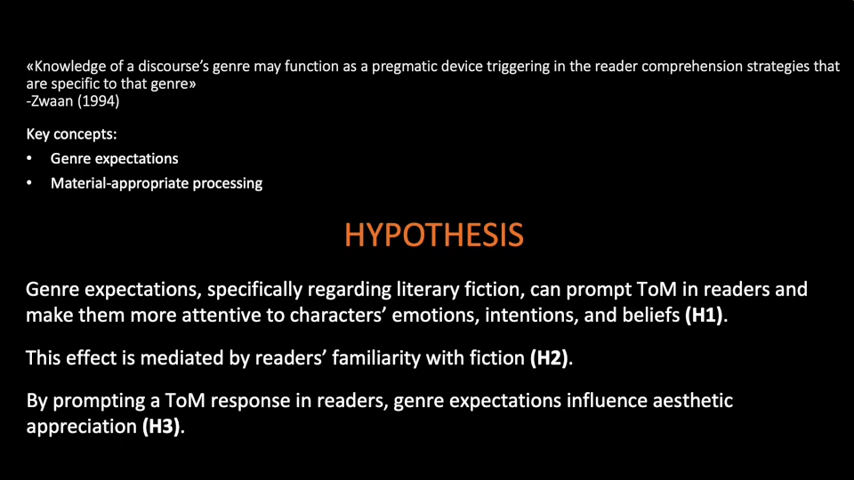 «Knowledge of a discourse’s genre may function as a pregmatic device triggering in the reader comprehension strategies that
are specific to that genre»
-Zwaan (1994)
Key concepts:
• Genre expectations
• Material-appropriate processing
HYPOTHESIS
Genre expectations, specifically regarding literary fiction, can prompt ToM in readers and
make them more attentive to characters’ emotions, intentions, and beliefs (H1).
This effect is mediated by readers’ familiarity with fiction (H2).
By prompting a ToM response in readers, genre expectations influence aesthetic
appreciation (H3).